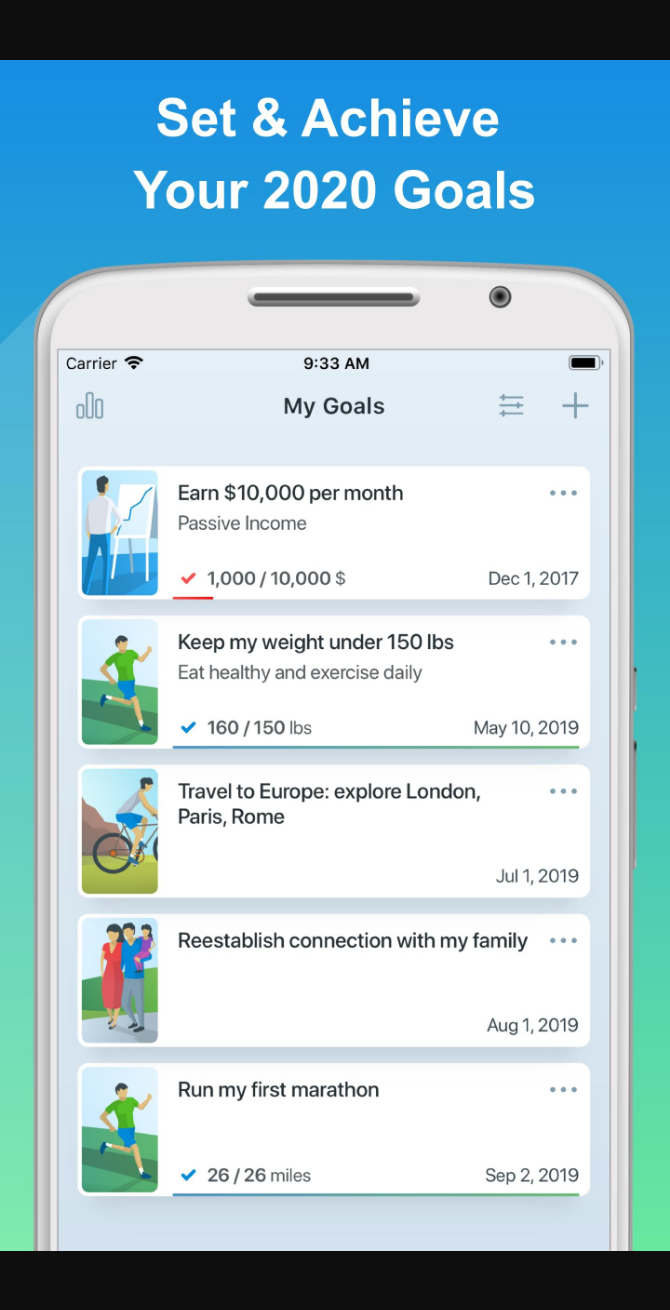 Set & Achieve
Your 2020 Goals
Carrier 9:33 AM
My Goals
Earn $10,000 per month
Passive Income
1,000 / 10,000 $ Dec 1, 2017
Keep my weight under 150 lbs
Eat healthy and exercise daily
160 / 150 lbs May 10, 2019
Travel to Europe: explore London,
Paris, Rome
Jul 1, 2019
Reestablish connection with my family
Aug 1, 2019
Run my first marathon
26 / 26 miles Sep 2, 2019